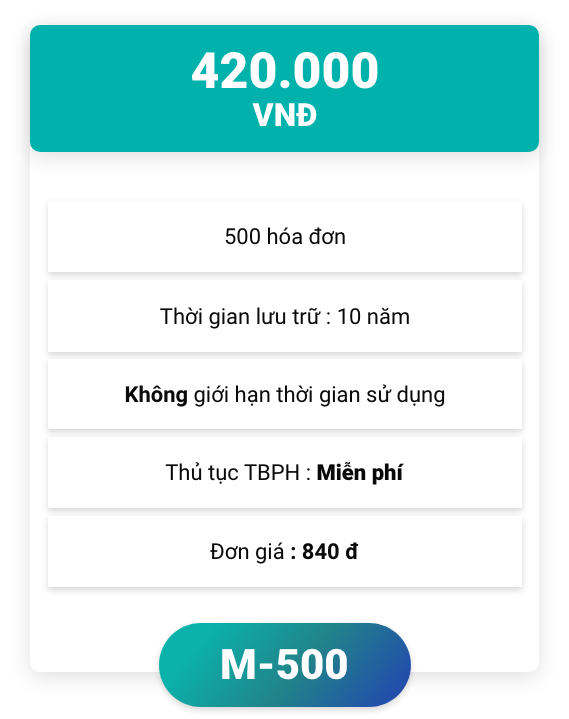 420.000
VNĐ
500 hóa đơn
Thời gian lưu trữ : 10 năm
Không giới hạn thời gian sử dụng
Thủ tục TBPH : Miễn phí
Đơn giá : 840 đ
M-500